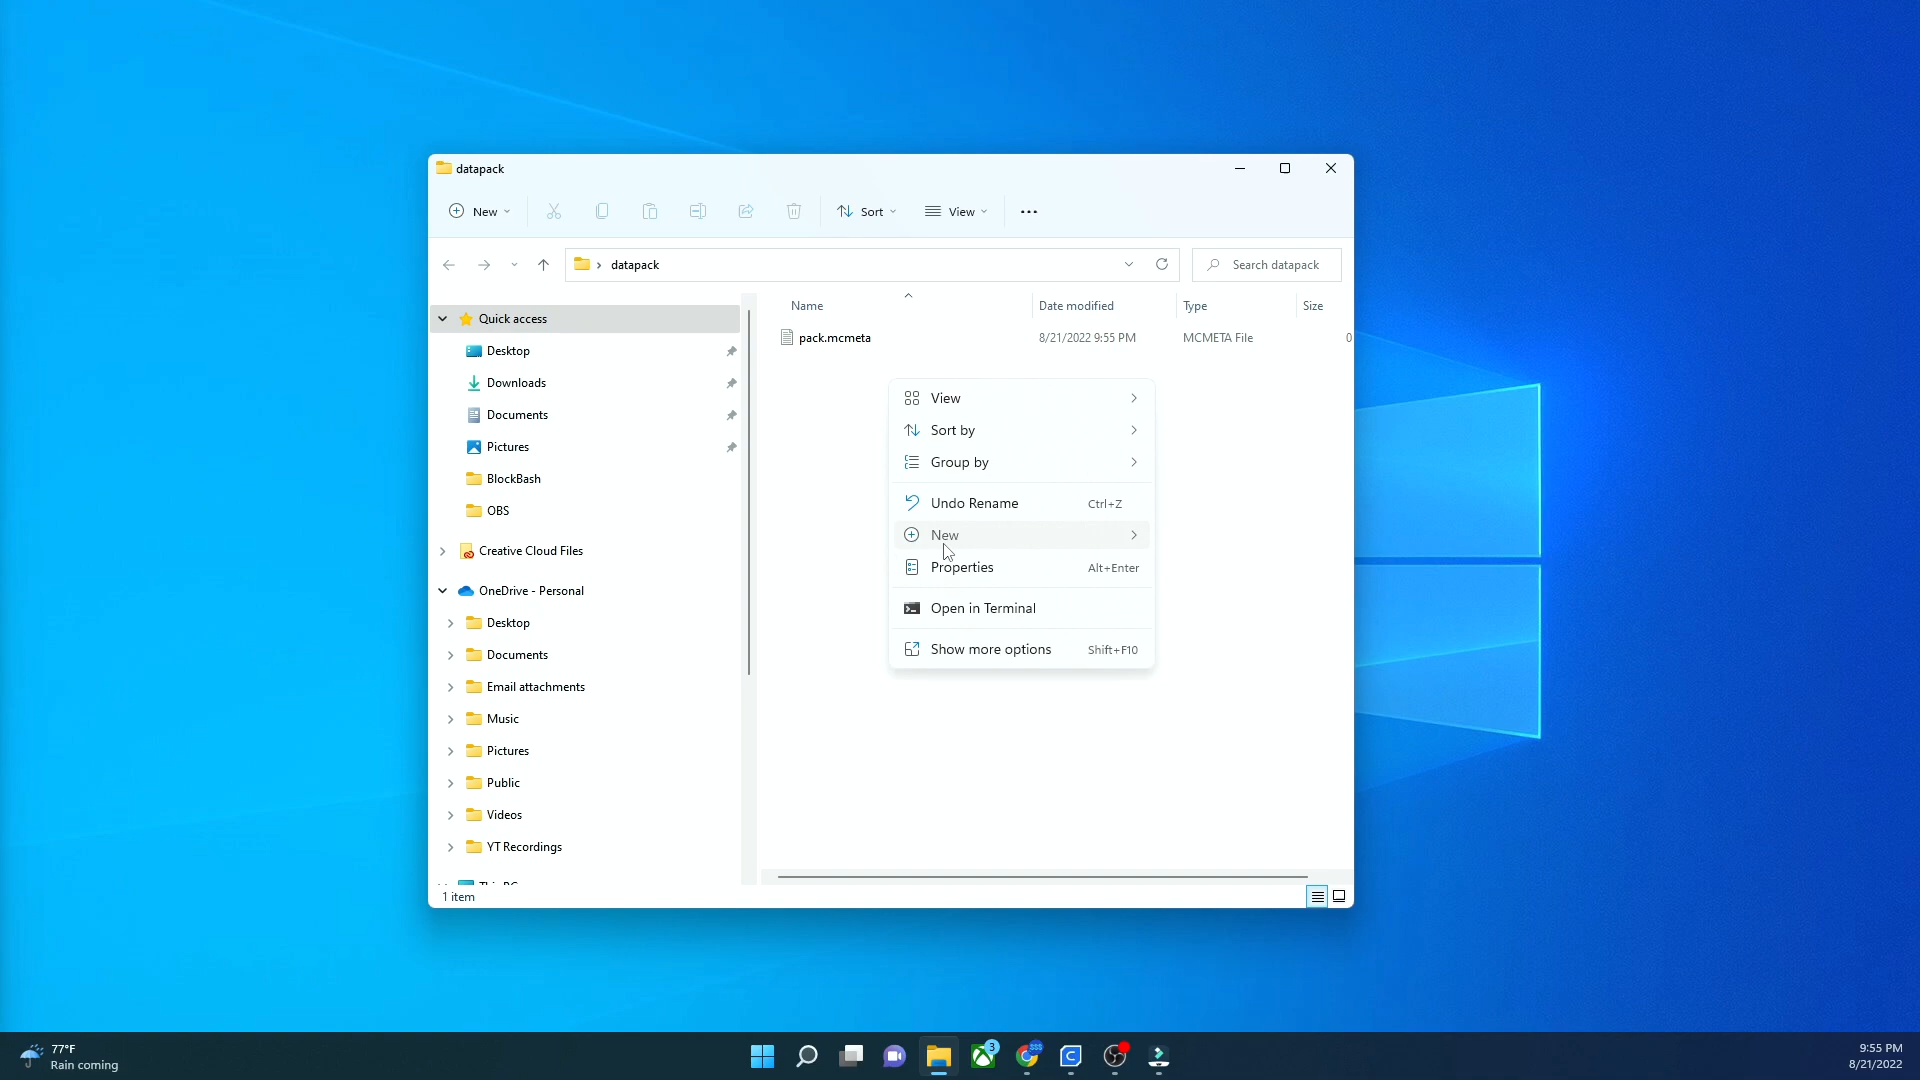 datapack
New
Sort
View
datapack
Search datapack
Name
Date modified
Type
Size
Quick access
pack.mcmeta
8/21/2022 9:55 PM
MCMETA File
0
Desktop
Downloads
Documents
Pictures
BlockBash
OBS
Creative Cloud Files
OneDrive - Personal
Desktop
Documents
Email attachments
Music
Pictures
Public
Videos
YT Recordings
1 item
View
Sort by
Group by
Undo Rename Ctrl+Z
New
Properties Alt+Enter
Open in Terminal
Show more options Shift+F10
77°F
Rain coming
3
9:55 PM
8/21/2022